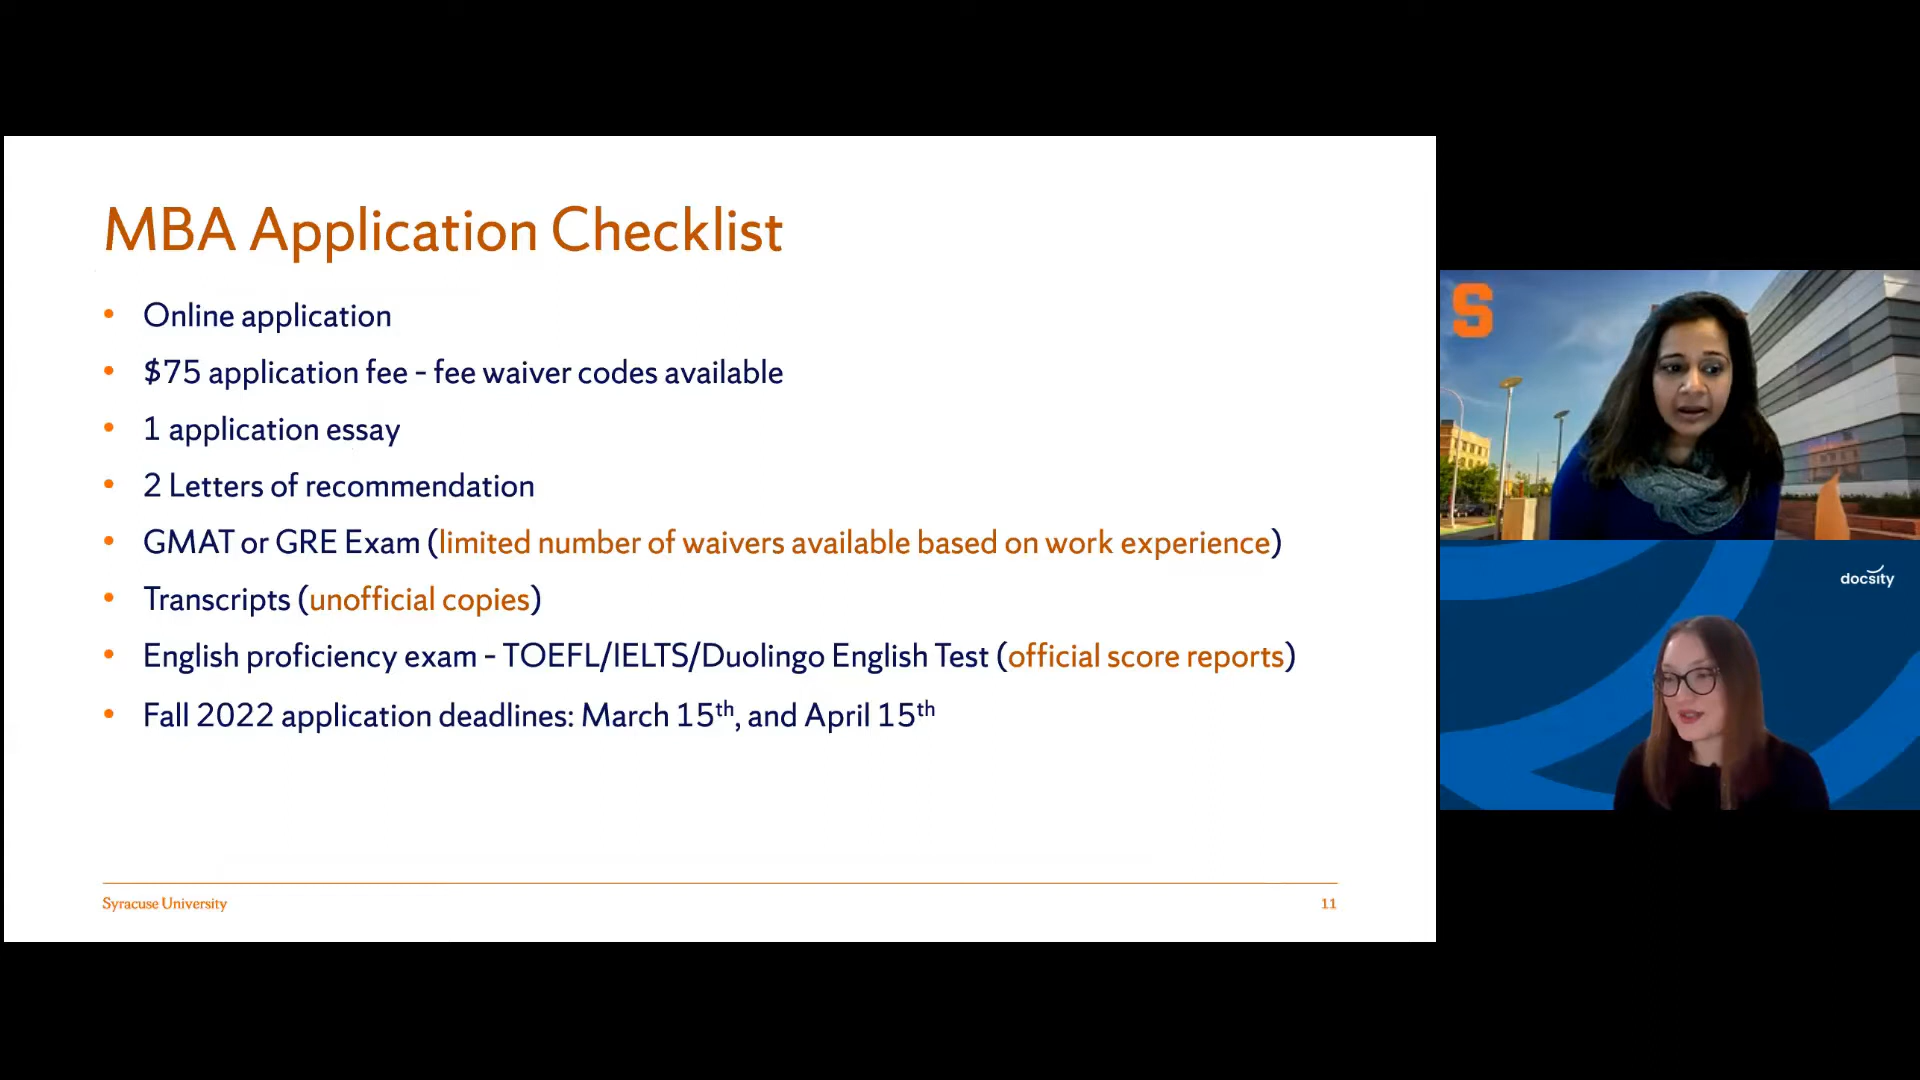 MBA Application Checklist
• Online application
• $75 application fee - fee waiver codes available
• 1 application essay
• 2 Letters of recommendation
• GMAT or GRE Exam (limited number of waivers available based on work experience)
• Transcripts (unofficial copies)
• English proficiency exam - TOEFL/IELTS/Duolingo English Test (official score reports)
• Fall 2022 application deadlines: March 15th, and April 15th
Syracuse University
11
S
docsity